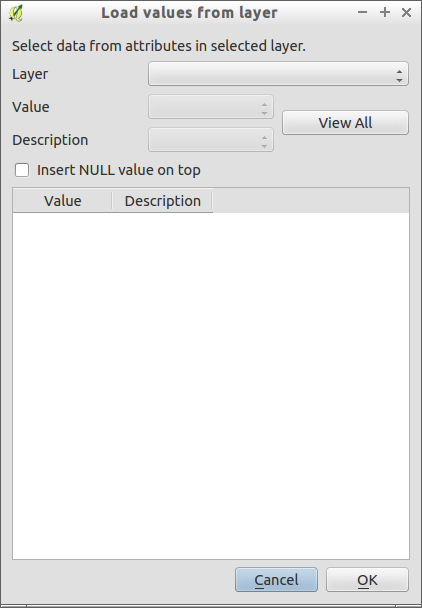 Load values from layer
Select data from attributes in selected layer.
Layer
Value
View All
Description
Insert NULL value on top
Value Description
Cancel OK